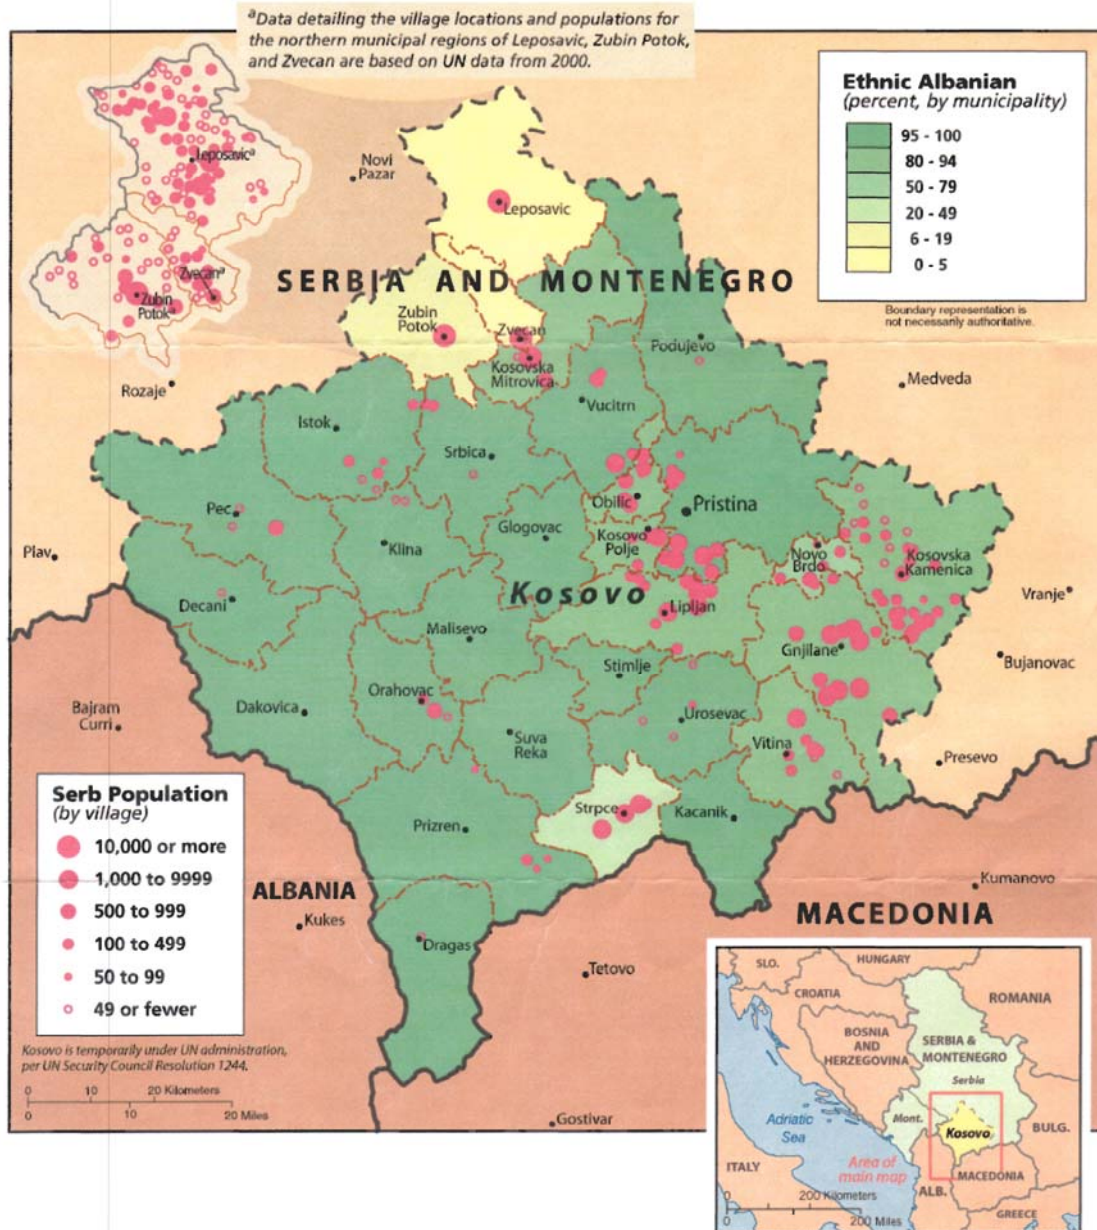 ᵃData detailing the village locations and populations for
the northern municipal regions of Leposavic, Zubin Potok,
and Zvecan are based on UN data from 2000.
Ethnic Albanian
(percent, by municipality)
95 - 100
80 - 94
50 - 79
20 - 49
6 - 19
0 - 5
Boundary representation is
not necessarily authoritative.
Leposavicᵃ
Zvecanᵃ
Zubin
Potokᵃ
Novi
Pazar
Leposavic
SERBIA AND MONTENEGRO
Zubin
Potok
Zvecan
Kosovska
Mitrovica
Podujevo
Rozaje
Medveda
Vucitrn
Istok
Srbica
Obilic
Pristina
Pec
Glogovac
Kosovo
Polje
Klina
Novo
Brdo
Kosovska
Kamenica
Plav
Kosovo
Decani
Lipljan
Vranje
Malisevo
Gnjilane
Stimlje
Bujanovac
Bajram
Curri
Dakovica
Orahovac
Urosevac
Suva
Reka
Vitina
Presevo
Serb Population
(by village)
10,000 or more
1,000 to 9999
500 to 999
100 to 499
50 to 99
49 or fewer
Strpce
Kacanik
Prizren
Kumanovo
ALBANIA
MACEDONIA
Kukes
Dragas
Tetovo
Gostivar
Kosovo is temporarily under UN administration,
per UN Security Council Resolution 1244.
0 10 20 Kilometers
0 10 20 Miles
SLO.
HUNGARY
CROATIA
ROMANIA
BOSNIA
AND
HERZEGOVINA
SERBIA &
MONTENEGRO
Serbia
Mont.
Adriatic
Sea
Kosovo
BULG.
ITALY
Area of
main map
MACEDONIA
ALB.
GREECE
0 200 Kilometers
0 200 Miles